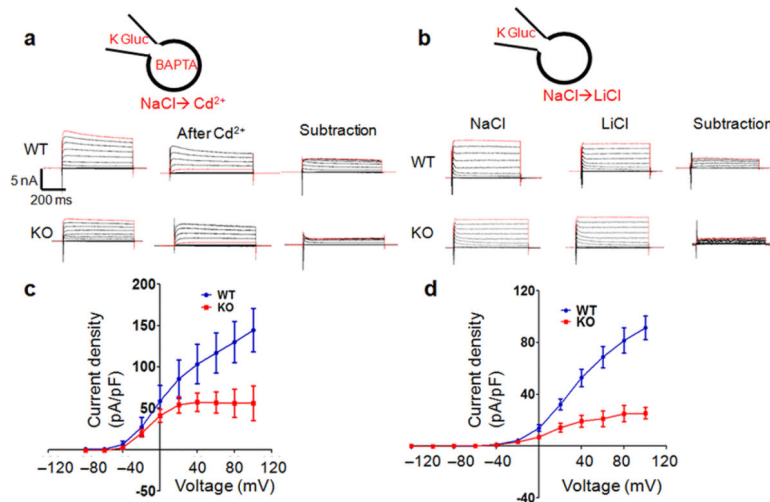 a
K Gluc
BAPTA
NaCl→ Cd²⁺
After Cd²⁺
Subtraction
WT
5 nA
200 ms
KO
b
K Gluc
NaCl→LiCl
NaCl
LiCl
Subtraction
WT
KO
c
WT
KO
Current density
(pA/pF)
200
150
100
50
-50
−120
−80
−40
40
80
120
Voltage (mV)
d
WT
KO
Current density
(pA/pF)
120
80
40
-40
−120
−80
−40
0
40
80
120
Voltage (mV)